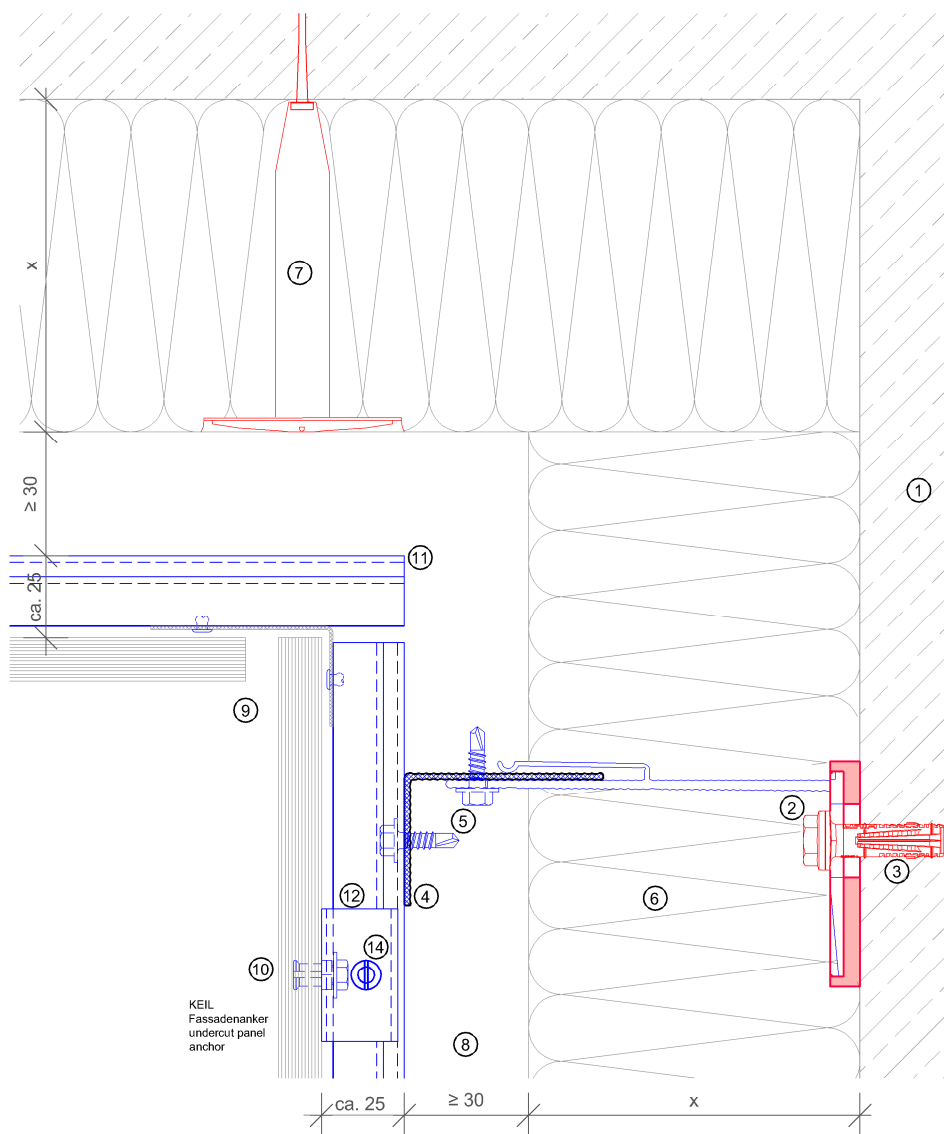 7
x
1
≥ 30
11
ca. 25
9
2
5
3
12
4
6
14
10
KEIL
Fassadenanker
undercut panel
anchor
8
ca. 25
≥ 30
x